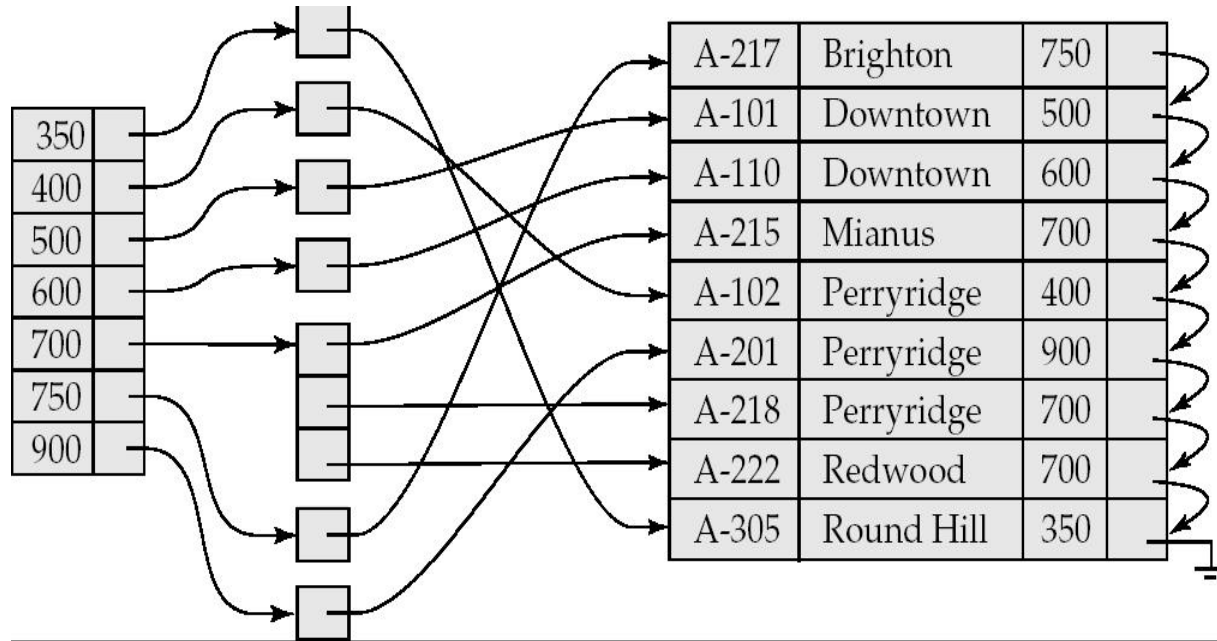 350
400
500
600
700
750
900
A-217 Brighton 750
A-101 Downtown 500
A-110 Downtown 600
A-215 Mianus 700
A-102 Perryridge 400
A-201 Perryridge 900
A-218 Perryridge 700
A-222 Redwood 700
A-305 Round Hill 350